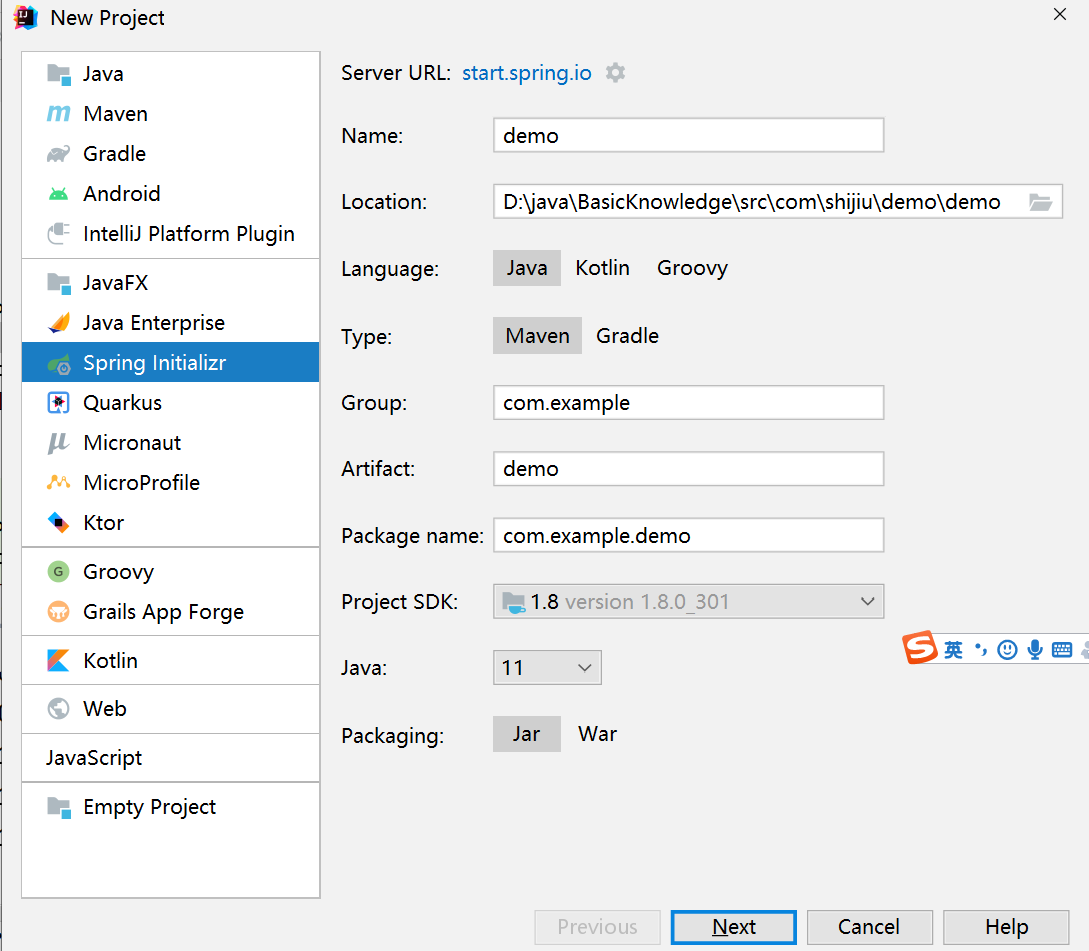 New Project
Java
Maven
Gradle
Android
IntelliJ Platform Plugin
JavaFX
Java Enterprise
Spring Initializr
Quarkus
Micronaut
MicroProfile
Ktor
Groovy
Grails App Forge
Kotlin
Web
JavaScript
Empty Project
Server URL: start.spring.io
Name: demo
Location: D:\java\BasicKnowledge\src\com\shijiu\demo\demo
Language: Java Kotlin Groovy
Type: Maven Gradle
Group: com.example
Artifact: demo
Package name: com.example.demo
Project SDK: 1.8 version 1.8.0_301
Java: 11
Packaging: Jar War
英
Previous Next Cancel Help